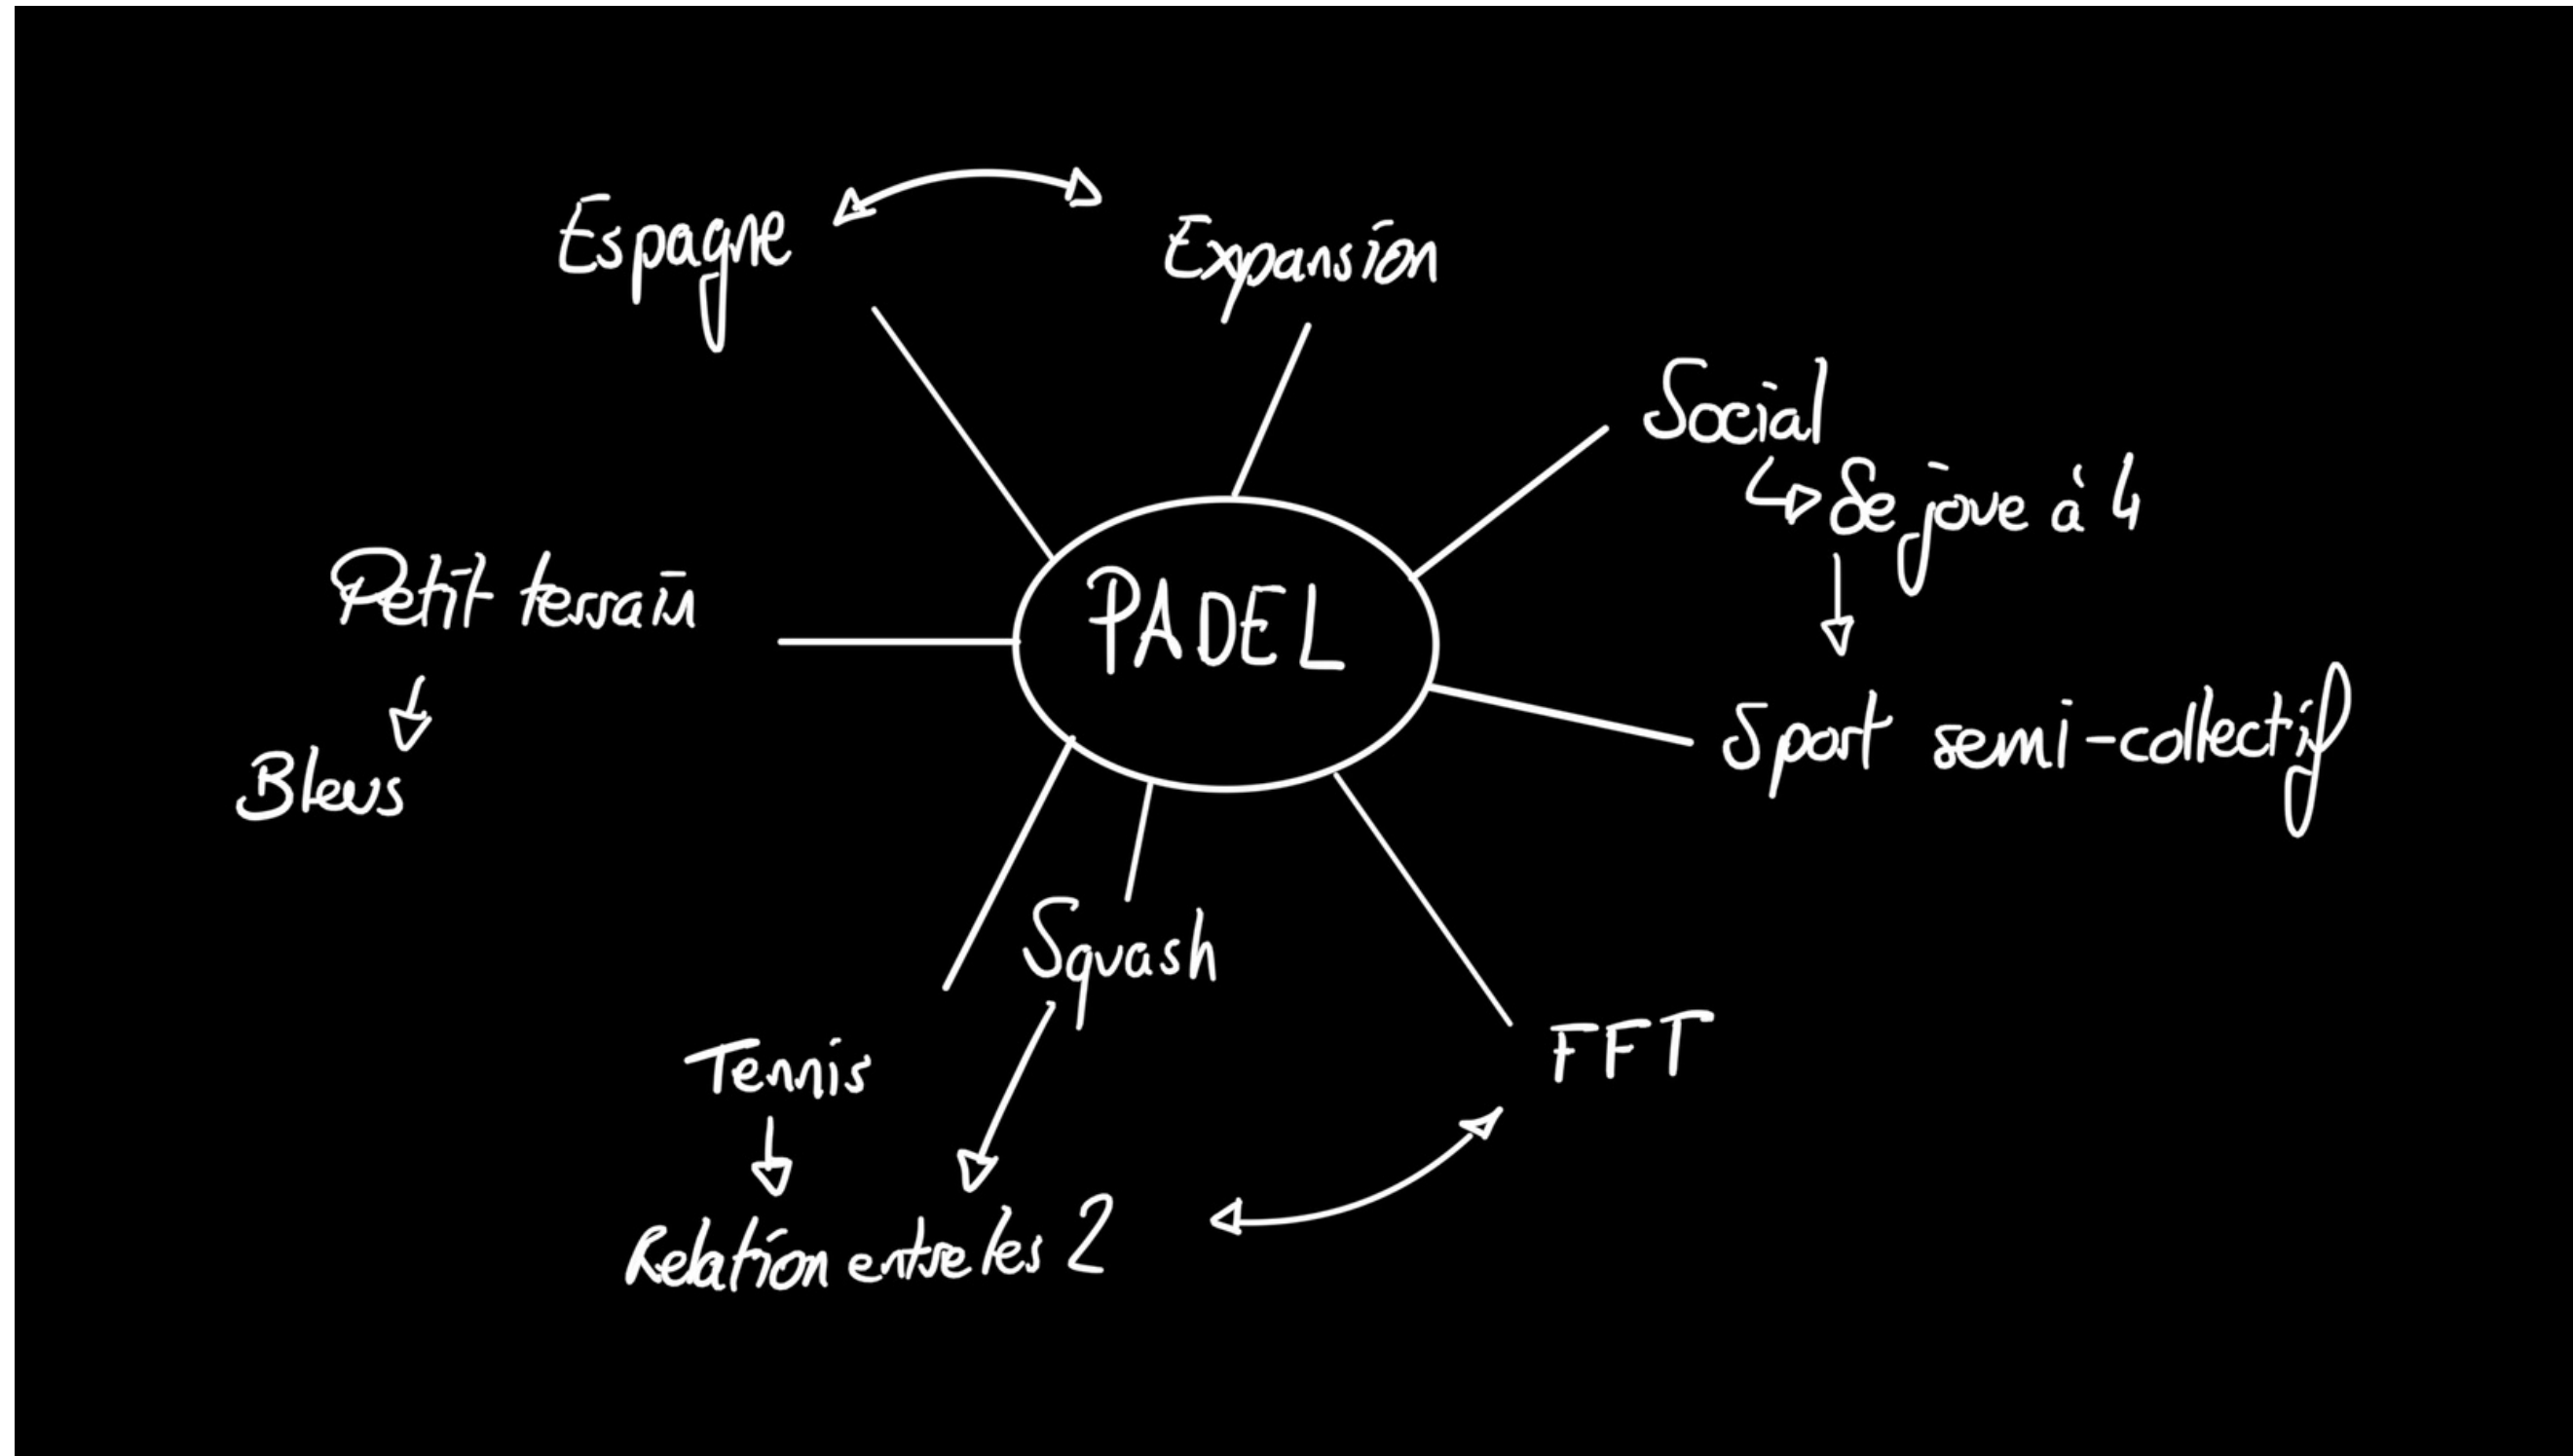 Espagne
Expansion
Social
Se joue à 4
Petit terrain
PADEL
Sport semi-collectif
Bleus
Squash
Tennis
FFT
Relation entre les 2